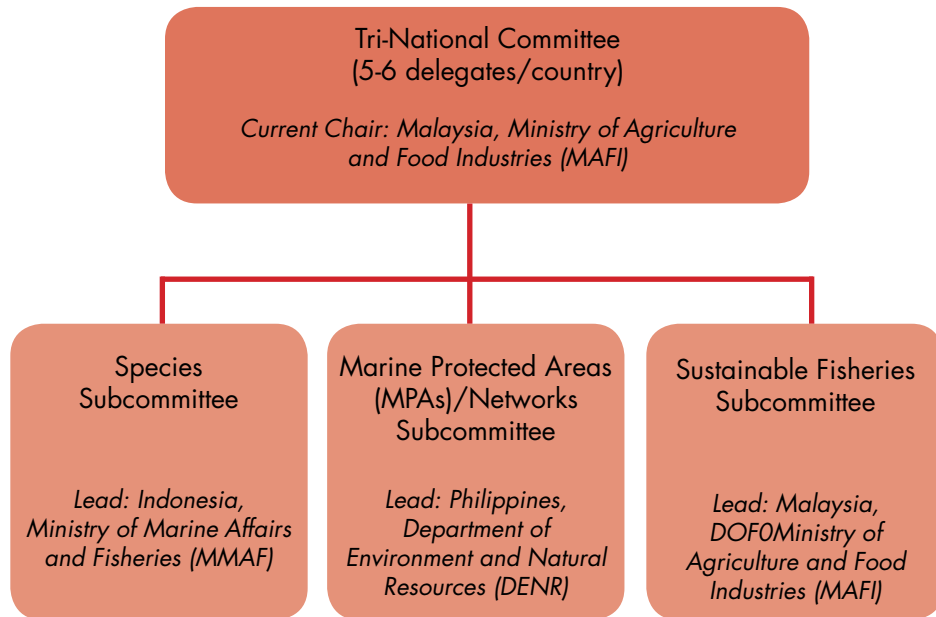 Tri-National Committee
(5-6 delegates/country)
Current Chair: Malaysia, Ministry of Agriculture
and Food Industries (MAFI)
Species
Subcommittee
Lead: Indonesia,
Ministry of Marine Affairs
and Fisheries (MMAF)
Marine Protected Areas
(MPAs)/Networks
Subcommittee
Lead: Philippines,
Department of
Environment and Natural
Resources (DENR)
Sustainable Fisheries
Subcommittee
Lead: Malaysia,
DOF0Ministry of
Agriculture and Food
Industries (MAFI)